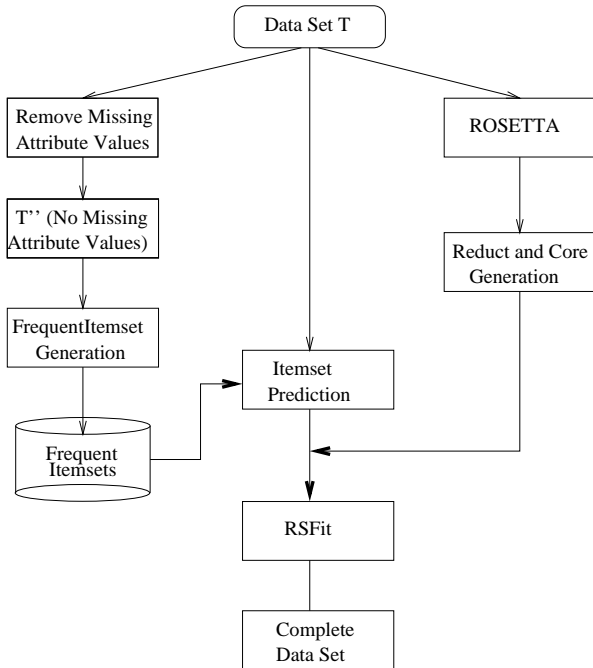 Data Set T
Remove Missing
Attribute Values
ROSETTA
T’’ (No Missing
Attribute Values)
Reduct and Core
Generation
FrequentItemset
Generation
Itemset
Prediction
Frequent
Itemsets
RSFit
Complete
Data Set